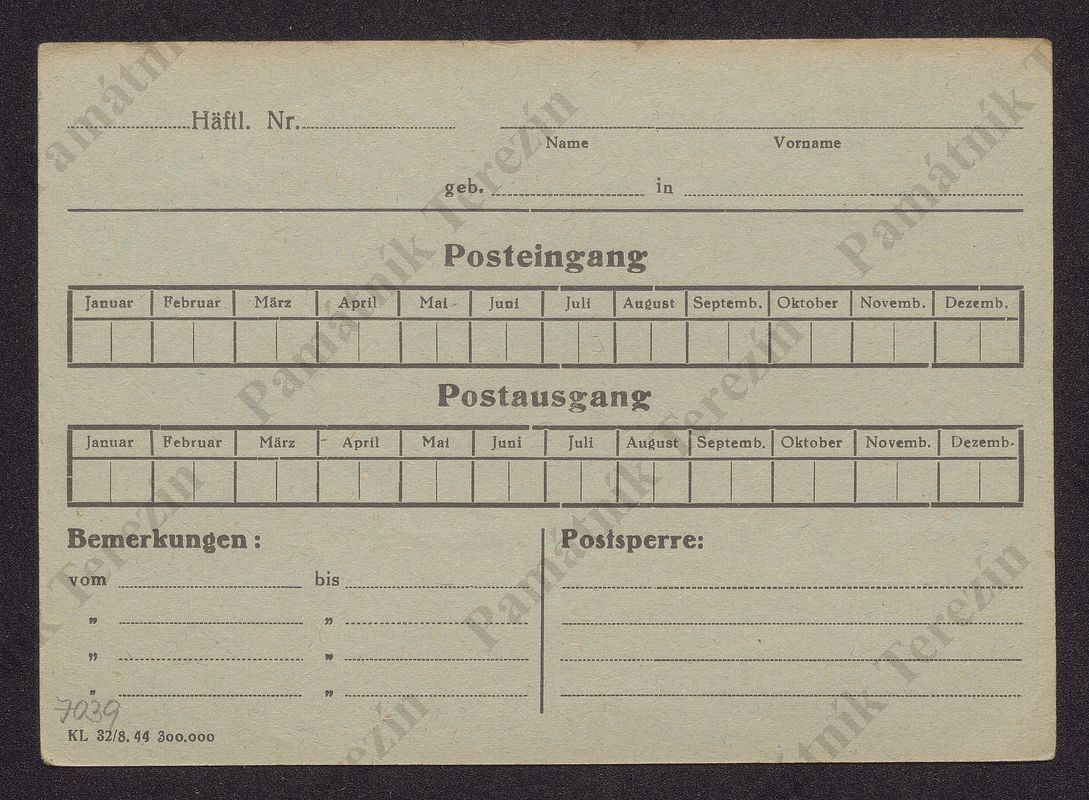 Häftl. Nr.
Name Vorname
geb. in
Posteingang
Januar Februar März April Mai Juni Juli August Septemb. Oktober Novemb. Dezemb.
Postausgang
Januar Februar März April Mai Juni Juli August Septemb. Oktober Novemb. Dezemb.
Bemerkungen: Postsperre:
vom bis
„ „
„ „
„ „
7039
KL 32/8. 44 300.000
Památník Terezín